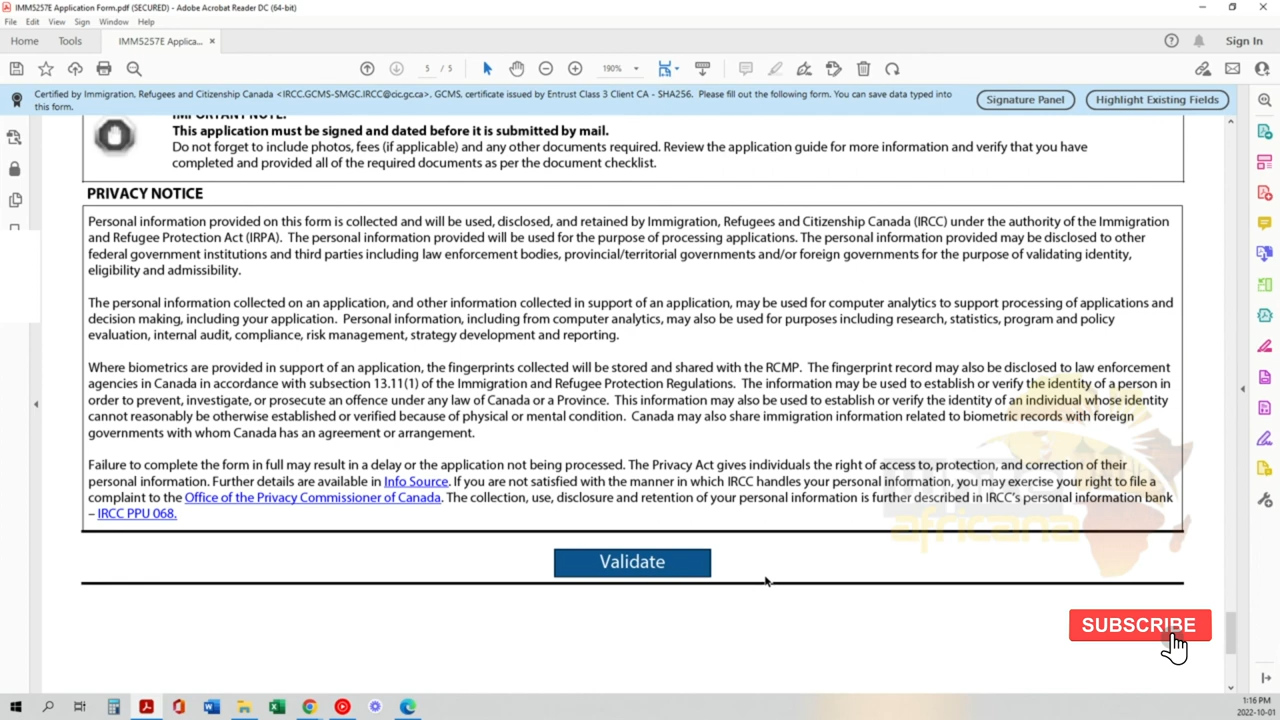 IMM5257E Application Form.pdf (SECURED) - Adobe Acrobat Reader DC (64-bit)
File Edit View Sign Window Help
Home Tools IMM5257E Applica... × Sign In
5 / 5 190%
Certified by Immigration, Refugees and Citizenship Canada <IRCC.GCMS-SMGC.IRCC@cic.gc.ca>, GCMS, certificate issued by Entrust Class 3 Client CA - SHA256. Please fill out the following form. You can save data typed into
this form.
Signature Panel Highlight Existing Fields
IMPORTANT NOTE:
This application must be signed and dated before it is submitted by mail.
Do not forget to include photos, fees (if applicable) and any other documents required. Review the application guide for more information and verify that you have
completed and provided all of the required documents as per the document checklist.
PRIVACY NOTICE
Personal information provided on this form is collected and will be used, disclosed, and retained by Immigration, Refugees and Citizenship Canada (IRCC) under the authority of the Immigration
and Refugee Protection Act (IRPA). The personal information provided will be used for the purpose of processing applications. The personal information provided may be disclosed to other
federal government institutions and third parties including law enforcement bodies, provincial/territorial governments and/or foreign governments for the purpose of validating identity,
eligibility and admissibility.
The personal information collected on an application, and other information collected in support of an application, may be used for computer analytics to support processing of applications and
decision making, including your application. Personal information, including from computer analytics, may also be used for purposes including research, statistics, program and policy
evaluation, internal audit, compliance, risk management, strategy development and reporting.
Where biometrics are provided in support of an application, the fingerprints collected will be stored and shared with the RCMP. The fingerprint record may also be disclosed to law enforcement
agencies in Canada in accordance with subsection 13.11(1) of the Immigration and Refugee Protection Regulations. The information may be used to establish or verify the identity of a person in
order to prevent, investigate, or prosecute an offence under any law of Canada or a Province. This information may also be used to establish or verify the identity of an individual whose identity
cannot reasonably be otherwise established or verified because of physical or mental condition. Canada may also share immigration information related to biometric records with foreign
governments with whom Canada has an agreement or arrangement.
Failure to complete the form in full may result in a delay or the application not being processed. The Privacy Act gives individuals the right of access to, protection, and correction of their
personal information. Further details are available in Info Source. If you are not satisfied with the manner in which IRCC handles your personal information, you may exercise your right to file a
complaint to the Office of the Privacy Commissioner of Canada. The collection, use, disclosure and retention of your personal information is further described in IRCC's personal information bank
– IRCC PPU 068.
africana
Validate
SUBSCRIBE
1:16 PM
2022-10-01